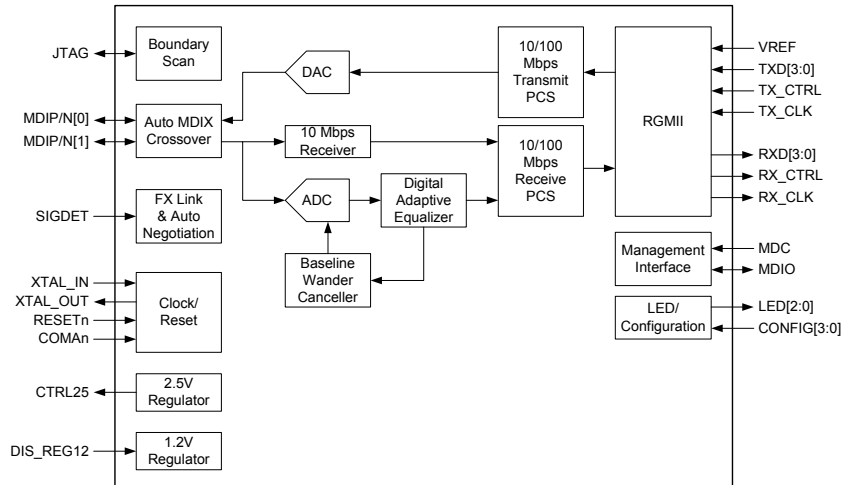 JTAG
Boundary
Scan
DAC
10/100
Mbps
Transmit
PCS
RGMII
VREF
TXD[3:0]
TX_CTRL
TX_CLK
MDIP/N[0]
MDIP/N[1]
Auto MDIX
Crossover
10 Mbps
Receiver
10/100
Mbps
Receive
PCS
RXD[3:0]
RX_CTRL
RX_CLK
SIGDET
FX Link
& Auto
Negotiation
ADC
Digital
Adaptive
Equalizer
Baseline
Wander
Canceller
Management
Interface
MDC
MDIO
XTAL_IN
XTAL_OUT
RESETn
COMAn
Clock/
Reset
LED/
Configuration
LED[2:0]
CONFIG[3:0]
CTRL25
2.5V
Regulator
DIS_REG12
1.2V
Regulator